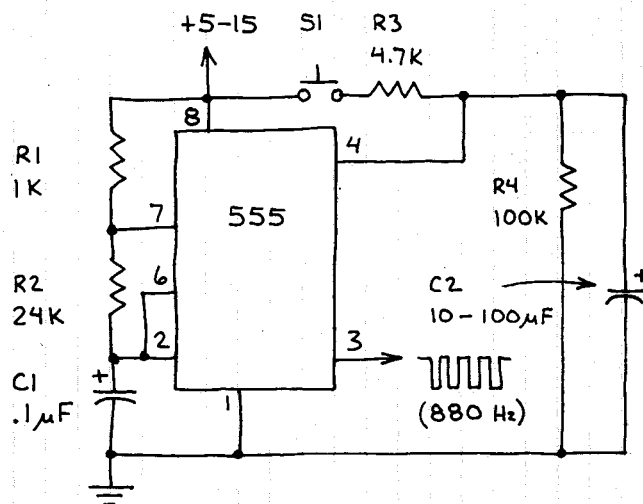 +5-15
S1
R3
4.7K
8
4
R1
1K
7
555
R4
100K
6
R2
24K
C2
10-100µF
+
2
3
C1
+
.1µF
1
(880 Hz)